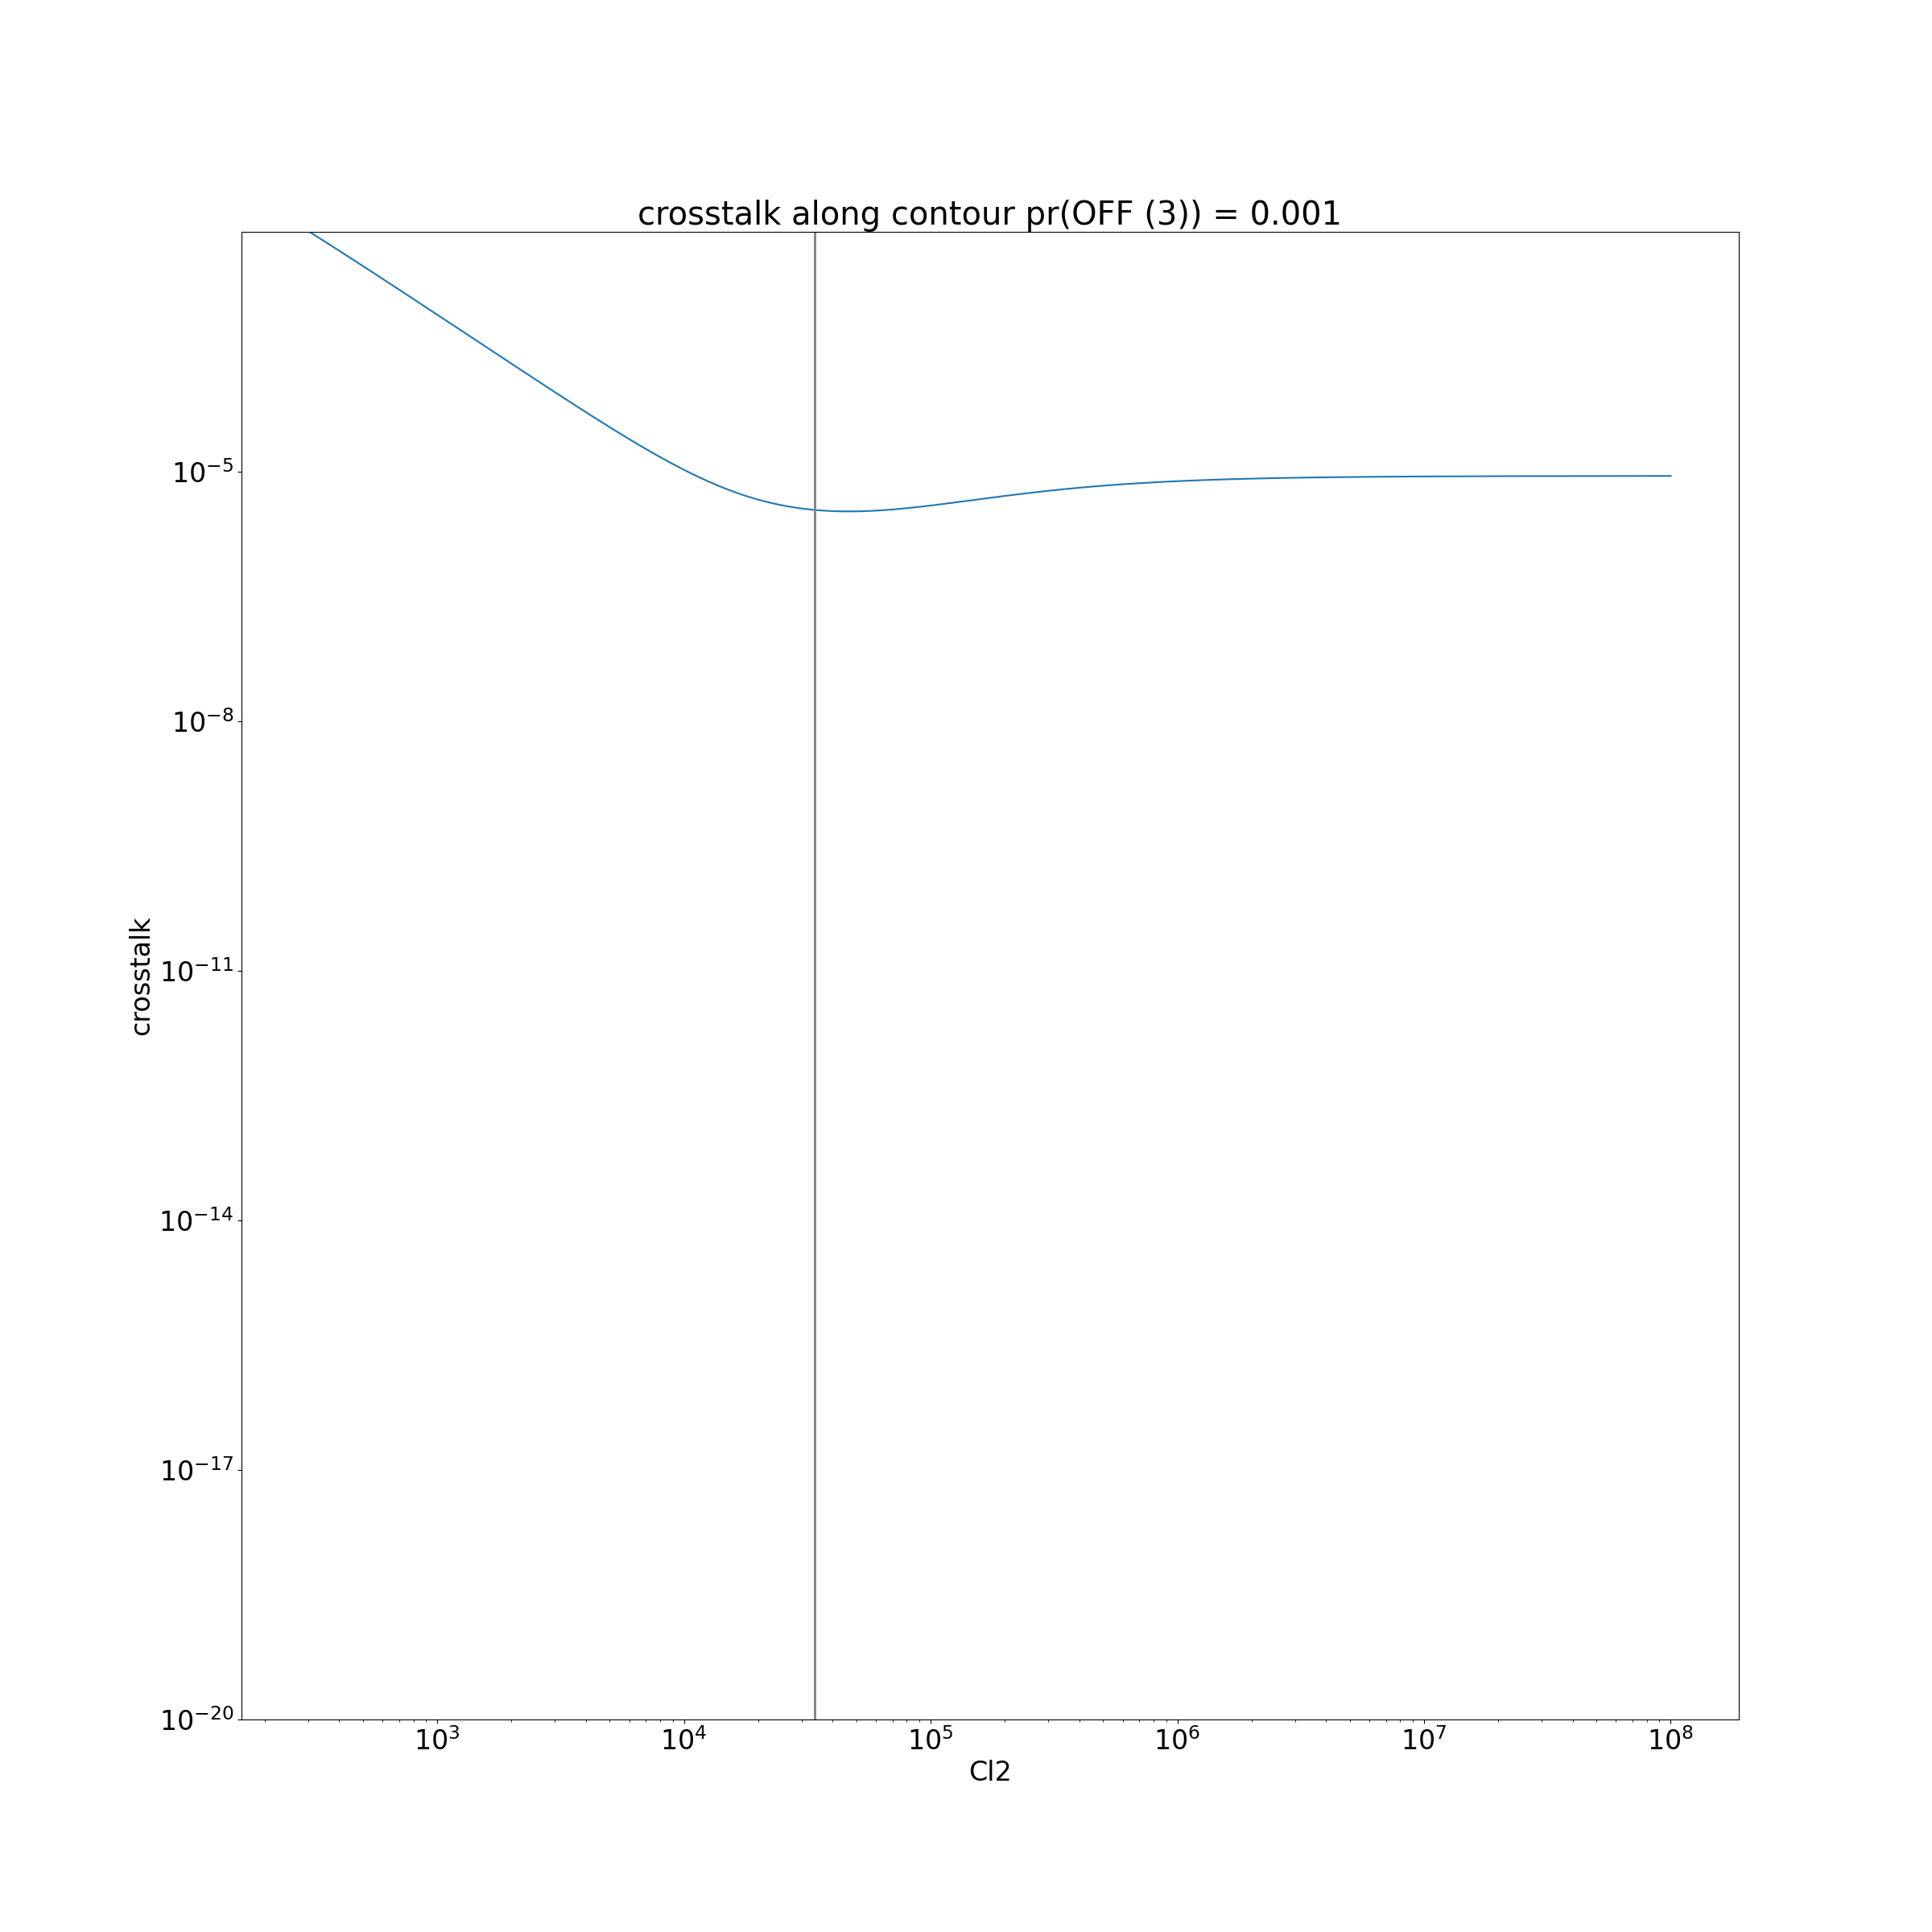 crosstalk along contour pr(OFF (3)) = 0.001
crosstalk
10⁻⁵
10⁻⁸
10⁻¹¹
10⁻¹⁴
10⁻¹⁷
10⁻²⁰
10³ 10⁴ 10⁵ 10⁶ 10⁷ 10⁸
Cl2